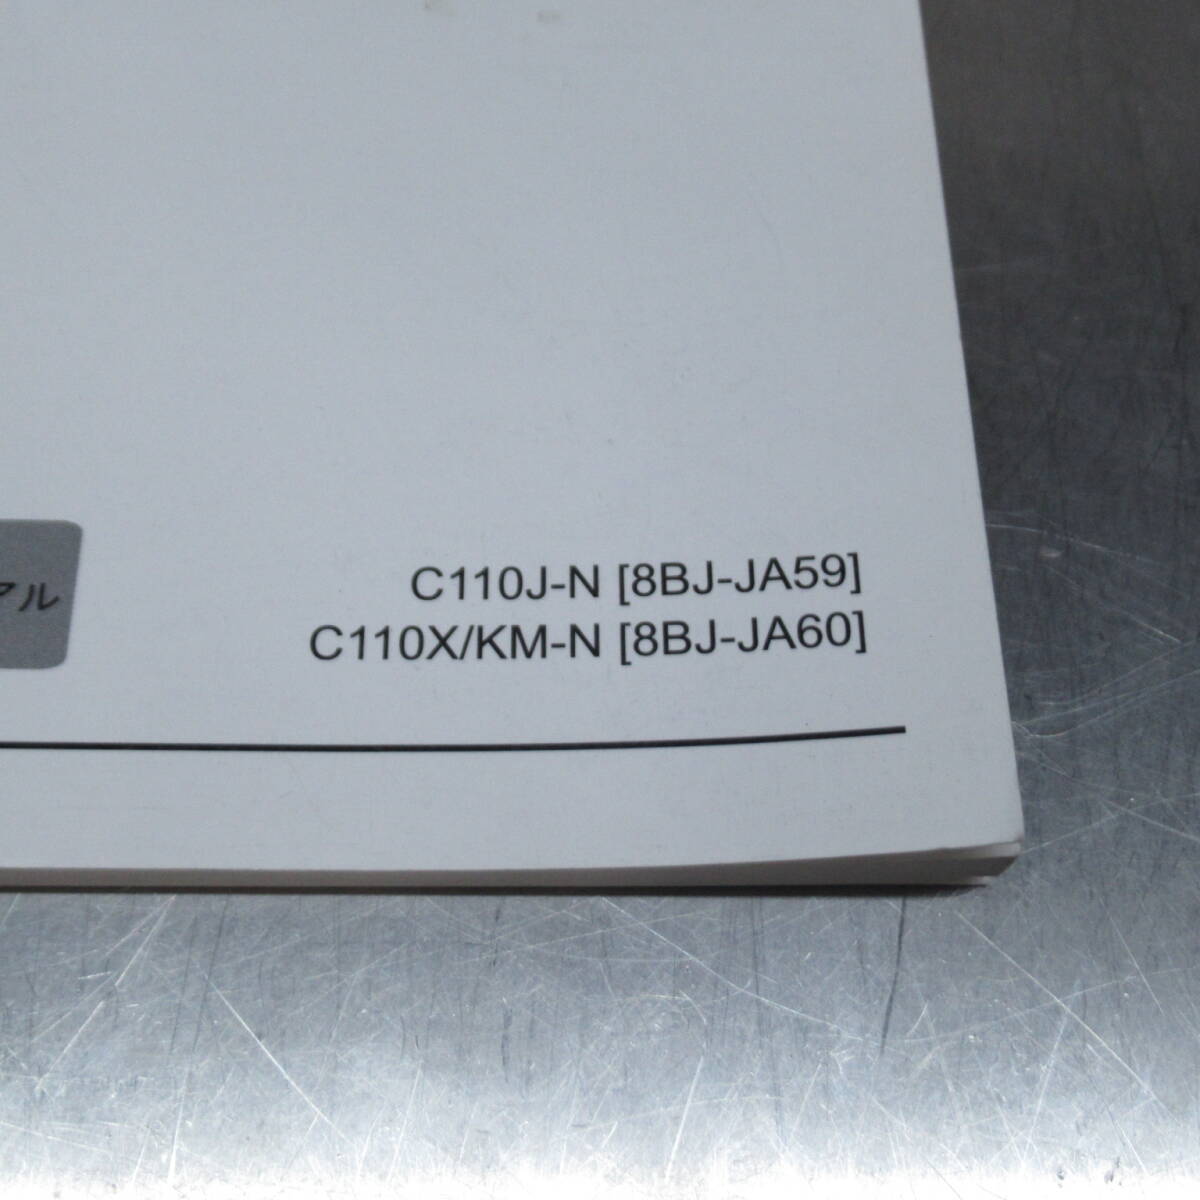 アル
C110J-N [8BJ-JA59]
C110X/KM-N [8BJ-JA60]